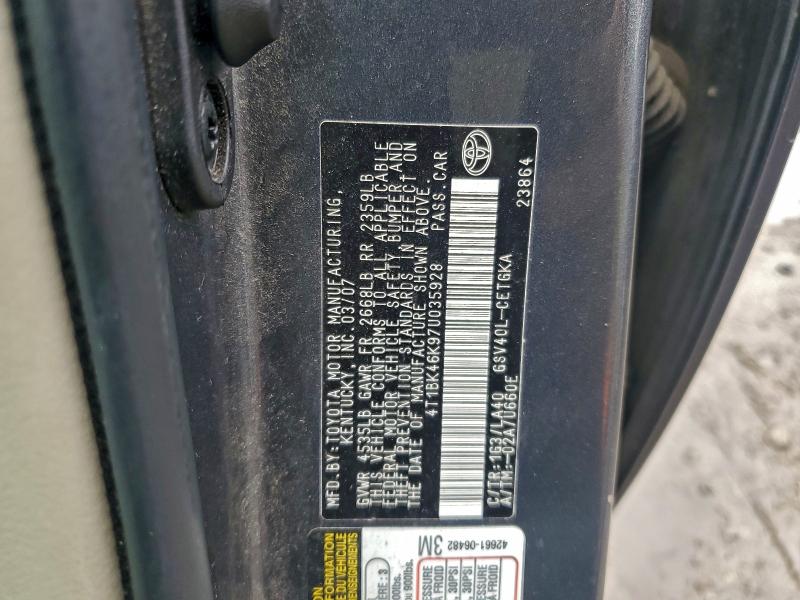 MFD.BY:TOYOTA MOTOR MANUFACTURING,
KENTUCKY, INC. 03/07
GVWR 4535LB GAWR FR 2668LB RR 2359LB
THIS VEHICLE CONFORMS TO ALL APPLICABLE
FEDERAL MOTOR VEHICLE SAFETY, BUMPER, AND
THEFT PREVENTION STANDARDS IN EFFECT ON
THE DATE OF MANUFACTURE SHOWN ABOVE.
4T1BK46K97U035928 PASS.CAR
C/TR:1G3/LA40 GSV40L-CETGKA
A/TM:-02A/U660E 23864
42661-06482
3M